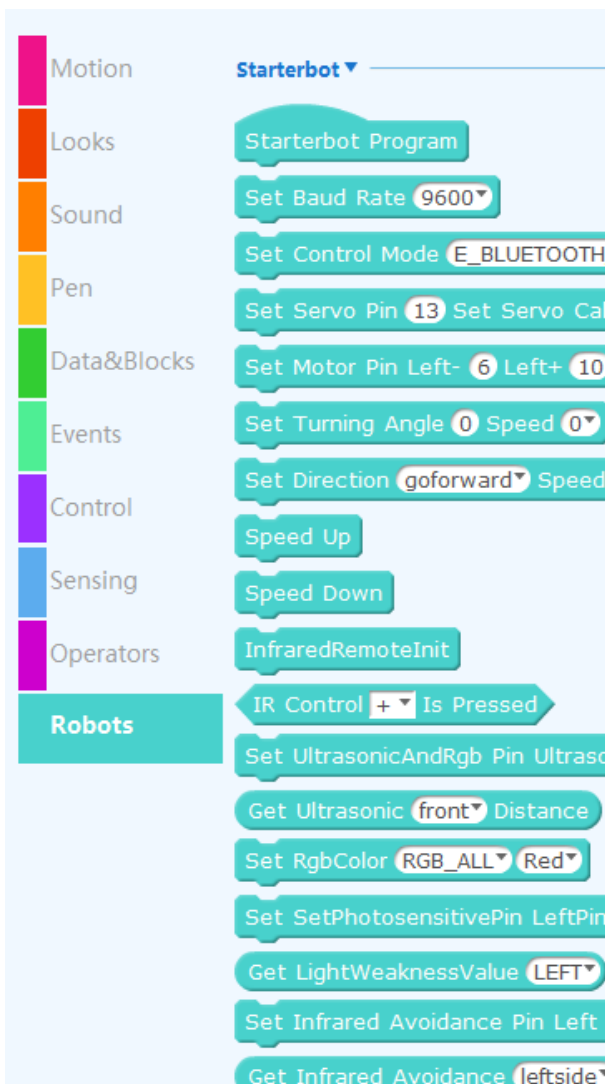 Motion
Looks
Sound
Pen
Data&Blocks
Events
Control
Sensing
Operators
Robots
Starterbot
Starterbot Program
Set Baud Rate 9600
Set Control Mode E_BLUETOOTH
Set Servo Pin 13 Set Servo Cal
Set Motor Pin Left- 6 Left+ 10
Set Turning Angle 0 Speed 0
Set Direction goforward Speed
Speed Up
Speed Down
InfraredRemoteInit
IR Control + Is Pressed
Set UltrasonicAndRgb Pin Ultraso
Get Ultrasonic front Distance
Set RgbColor RGB_ALL Red
Set SetPhotosensitivePin LeftPin
Get LightWeaknessValue LEFT
Set Infrared Avoidance Pin Left
Get Infrared Avoidance leftside